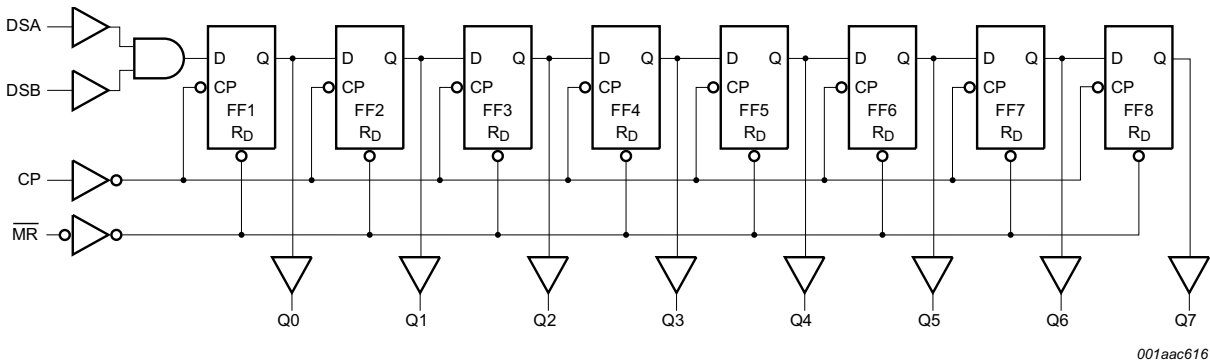 DSA
DSB
CP
MR
D Q
CP
FF1
RD
D Q
CP
FF2
RD
D Q
CP
FF3
RD
D Q
CP
FF4
RD
D Q
CP
FF5
RD
D Q
CP
FF6
RD
D Q
CP
FF7
RD
D Q
CP
FF8
RD
Q0 Q1 Q2 Q3 Q4 Q5 Q6 Q7
001aac616